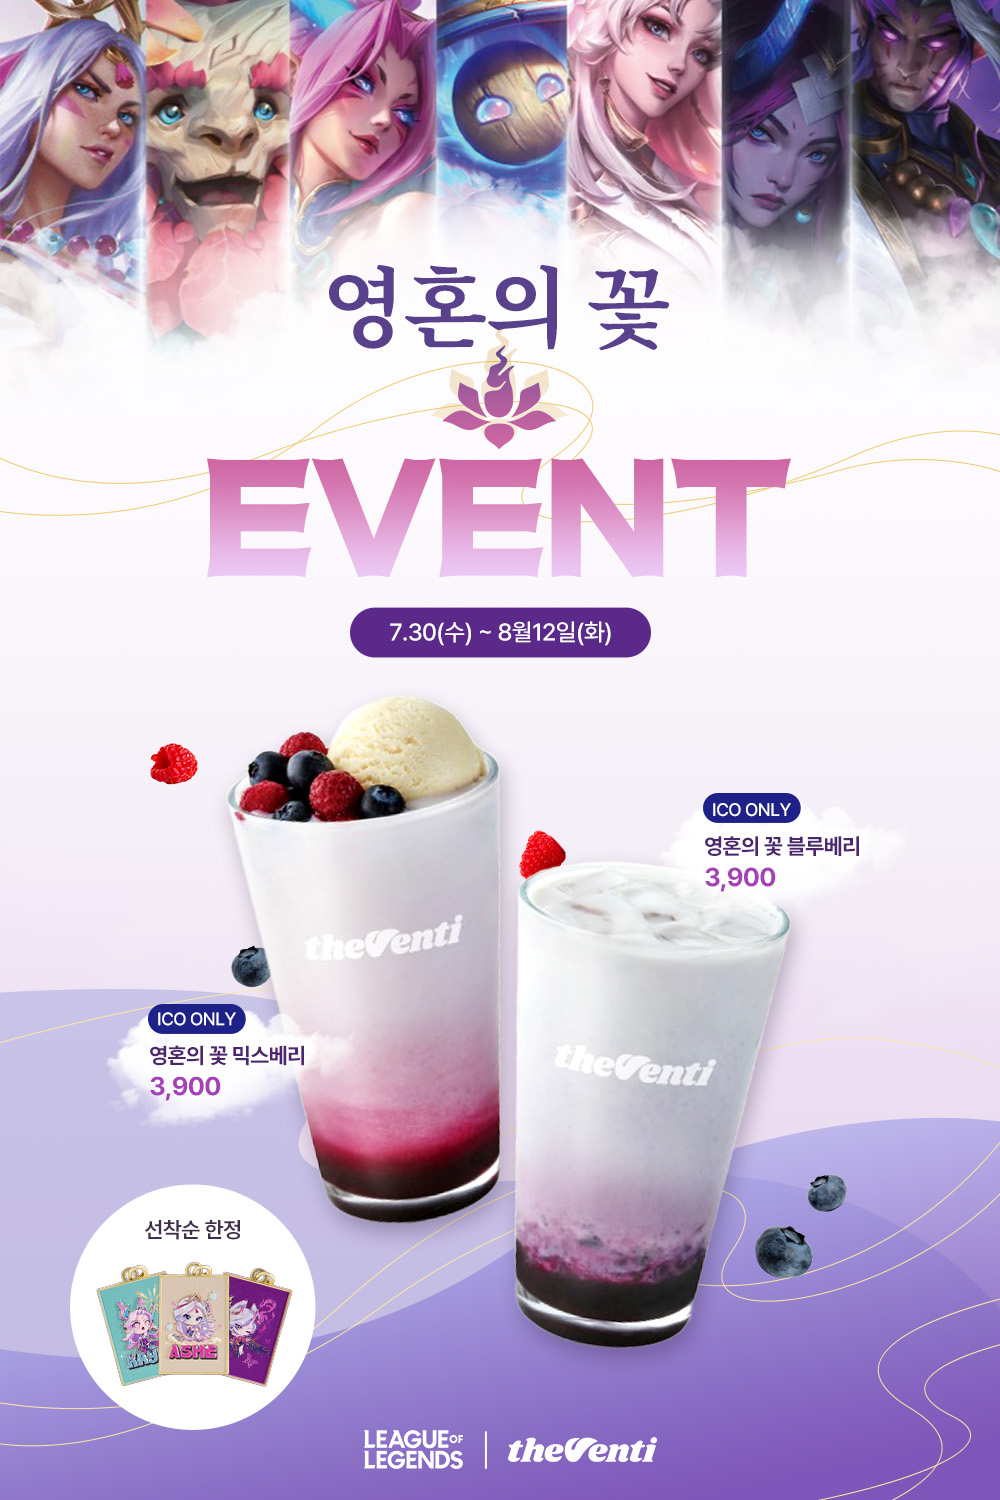 영혼의 꽃
EVENT
7.30(수) ~ 8월12일(화)
ICO ONLY
영혼의 꽃 블루베리
3,900
theVenti
theVenti
ICO ONLY
영혼의 꽃 믹스베리
3,900
선착순 한정
ASHE
LEAGUE OF
LEGENDS
theVenti